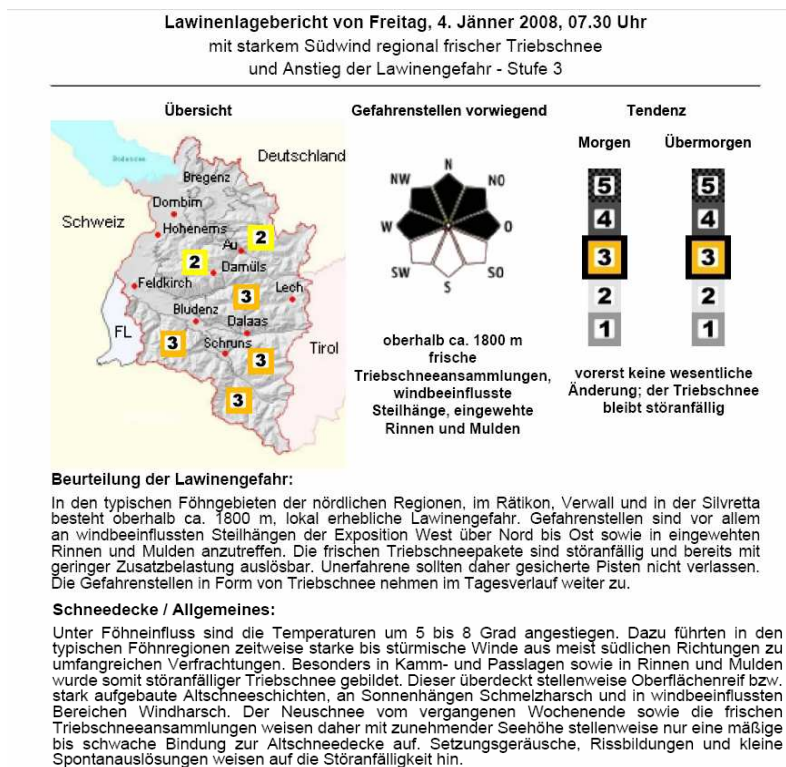 Lawinenlagebericht von Freitag, 4. Jänner 2008, 07.30 Uhr
mit starkem Südwind regional frischer Triebschnee
und Anstieg der Lawinengefahr - Stufe 3
Übersicht
Bodensee
Deutschland
Bregenz
Dornbirn
Schweiz
Hohenems
2
Au
2
Damüls
Feldkirch
Lech
3
Bludenz
Dalaas
FL
3
Schruns
3
Tirol
3
Gefahrenstellen vorwiegend
N
NW
NO
W
O
SW
SO
S
oberhalb ca. 1800 m
frische
Triebschneeansammlungen,
windbeeinflusste
Steilhänge, eingewehte
Rinnen und Mulden
Tendenz
Morgen Übermorgen
5 5
4 4
3 3
2 2
1 1
vorerst keine wesentliche
Änderung; der Triebschnee
bleibt störanfällig
Beurteilung der Lawinengefahr:
In den typischen Föhngebieten der nördlichen Regionen, im Rätikon, Verwall und in der Silvretta
besteht oberhalb ca. 1800 m, lokal erhebliche Lawinengefahr. Gefahrenstellen sind vor allem
an windbeeinflussten Steilhängen der Exposition West über Nord bis Ost sowie in eingewehten
Rinnen und Mulden anzutreffen. Die frischen Triebschneepakete sind störanfällig und bereits mit
geringer Zusatzbelastung auslösbar. Unerfahrene sollten daher gesicherte Pisten nicht verlassen.
Die Gefahrenstellen in Form von Triebschnee nehmen im Tagesverlauf weiter zu.
Schneedecke / Allgemeines:
Unter Föhneinfluss sind die Temperaturen um 5 bis 8 Grad angestiegen. Dazu führten in den
typischen Föhnregionen zeitweise starke bis stürmische Winde aus meist südlichen Richtungen zu
umfangreichen Verfrachtungen. Besonders in Kamm- und Passlagen sowie in Rinnen und Mulden
wurde somit störanfälliger Triebschnee gebildet. Dieser überdeckt stellenweise Oberflächenreif bzw.
stark aufgebaute Altschneeschichten, an Sonnenhängen Schmelzharsch und in windbeeinflussten
Bereichen Windharsch. Der Neuschnee vom vergangenen Wochenende sowie die frischen
Triebschneeansammlungen weisen daher mit zunehmender Seehöhe stellenweise nur eine mäßige
bis schwache Bindung zur Altschneedecke auf. Setzungsgeräusche, Rissbildungen und kleine
Spontanauslösungen weisen auf die Störanfälligkeit hin.